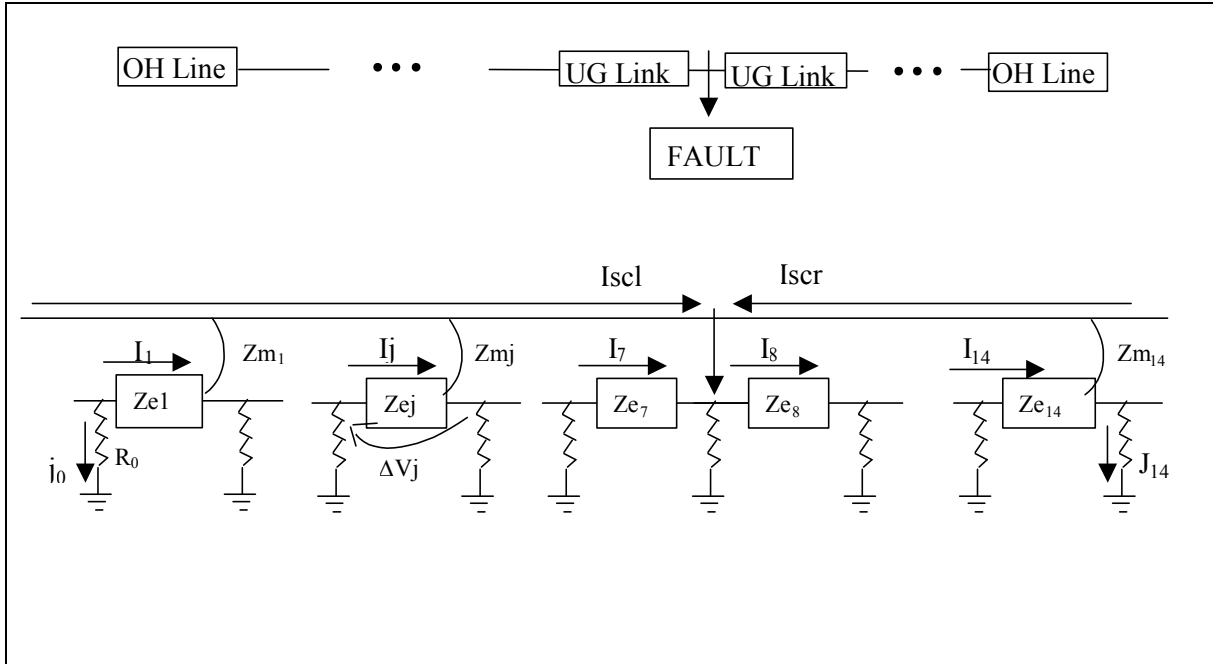 OH Line ••• UG Link UG Link ••• OH Line
FAULT
Iscl Iscr
I₁ Zm₁ Ij Zmj I₇ I₈ I₁₄ Zm₁₄
Ze1 Zej Ze₇ Ze₈ Ze₁₄
j₀ R₀ ΔVj J₁₄